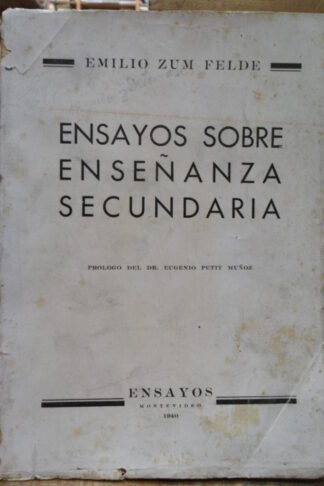 EMILIO ZUM FELDE
ENSAYOS SOBRE
ENSEÑANZA
SECUNDARIA
PROLOGO DEL DR. EUGENIO PETIT MUÑOZ
ENSAYOS
MONTEVIDEO
1940